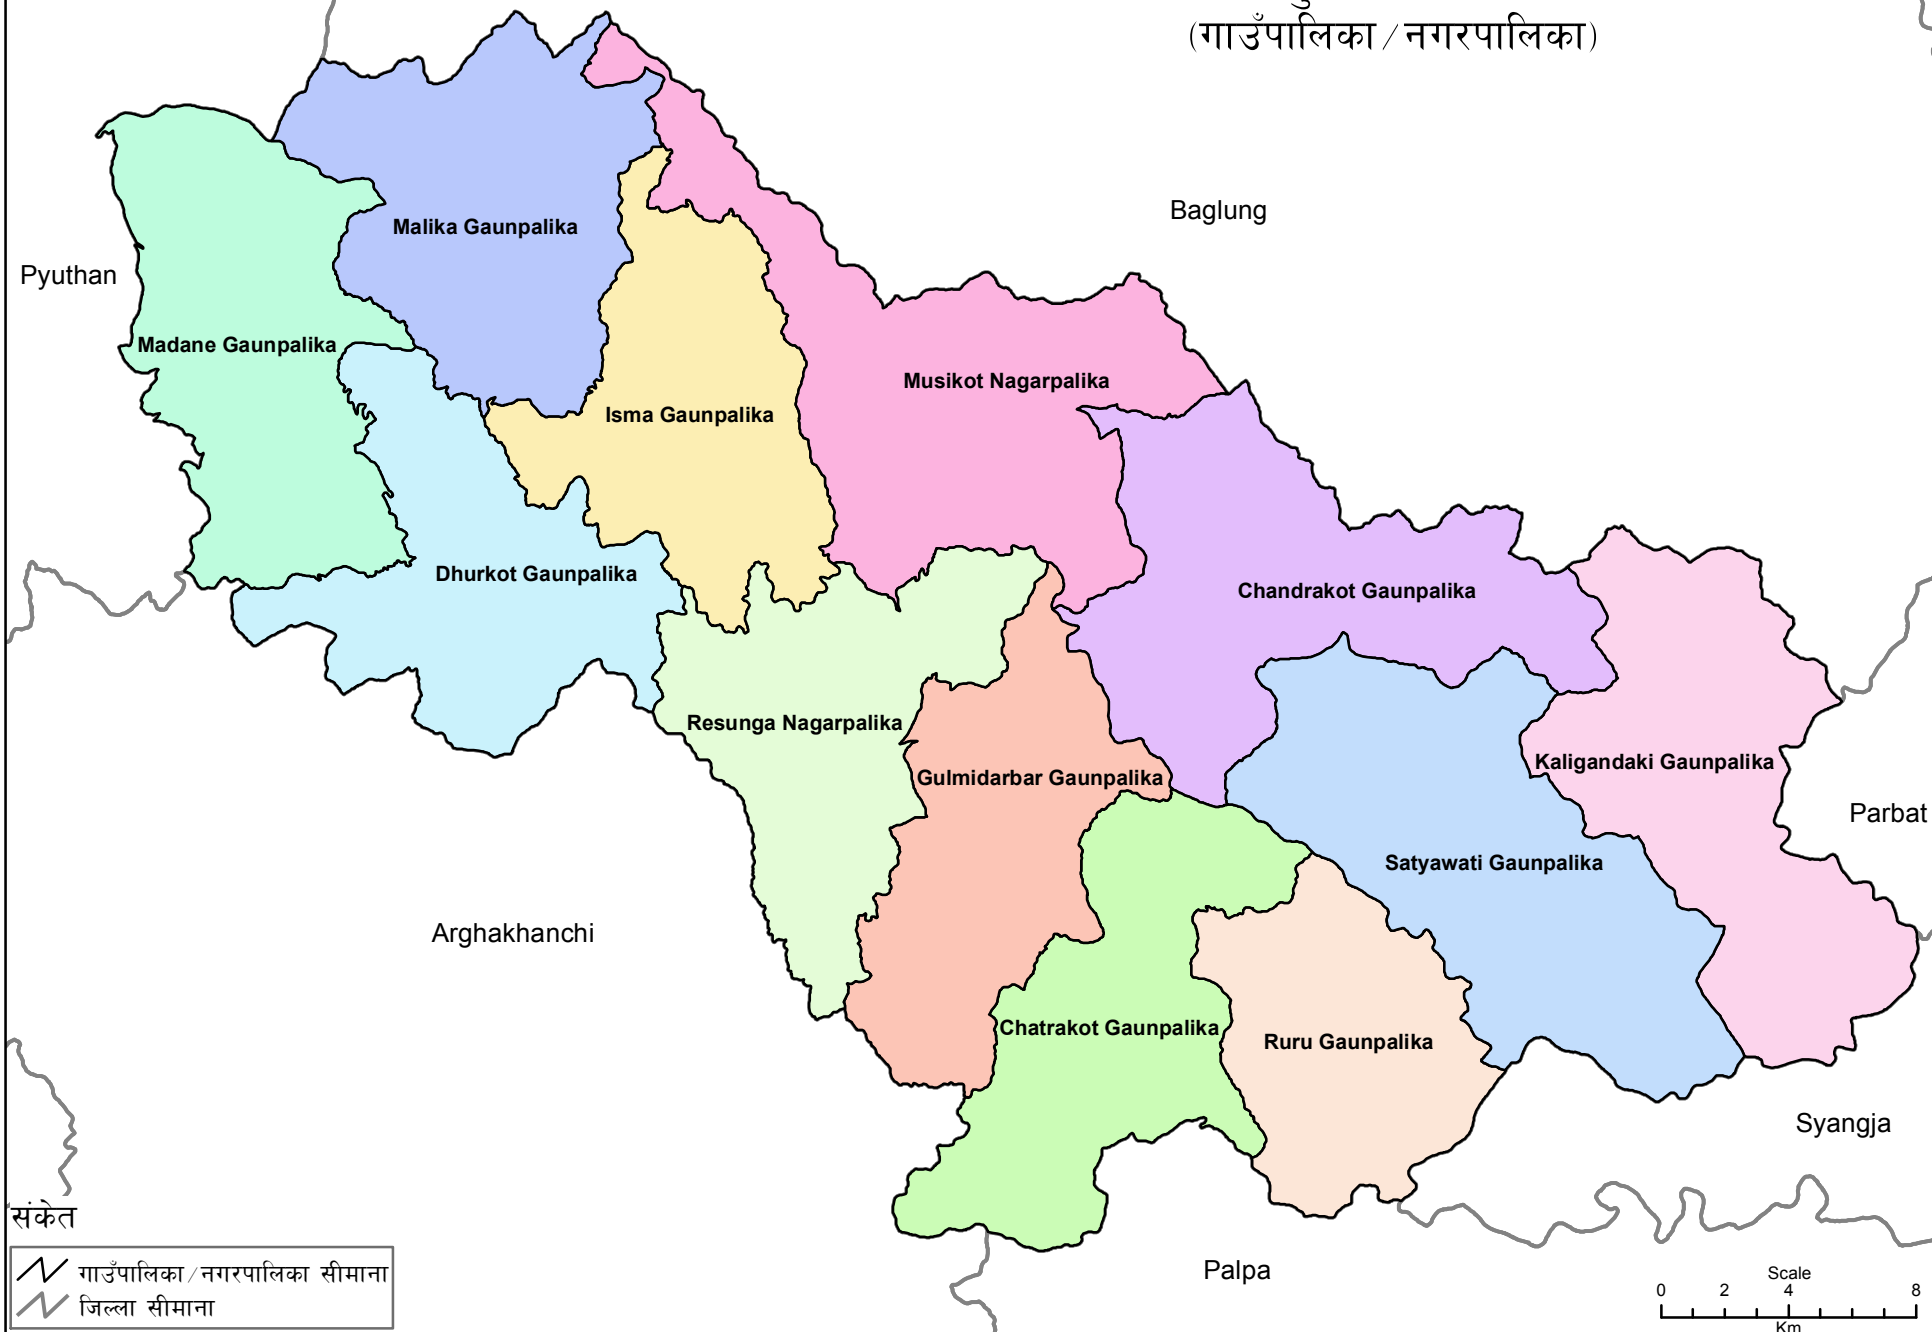 (गाउँपालिका/नगरपालिका)
Baglung
Malika Gaunpalika
Pyuthan
Madane Gaunpalika
Musikot Nagarpalika
Isma Gaunpalika
Dhurkot Gaunpalika
Chandrakot Gaunpalika
Resunga Nagarpalika
Kaligandaki Gaunpalika
Gulmidarbar Gaunpalika
Parbat
Satyawati Gaunpalika
Arghakhanchi
Chatrakot Gaunpalika
Ruru Gaunpalika
Syangja
संकेत
गाउँपालिका/नगरपालिका सीमाना
जिल्ला सीमाना
Palpa
Scale
0 2 4 8
Km